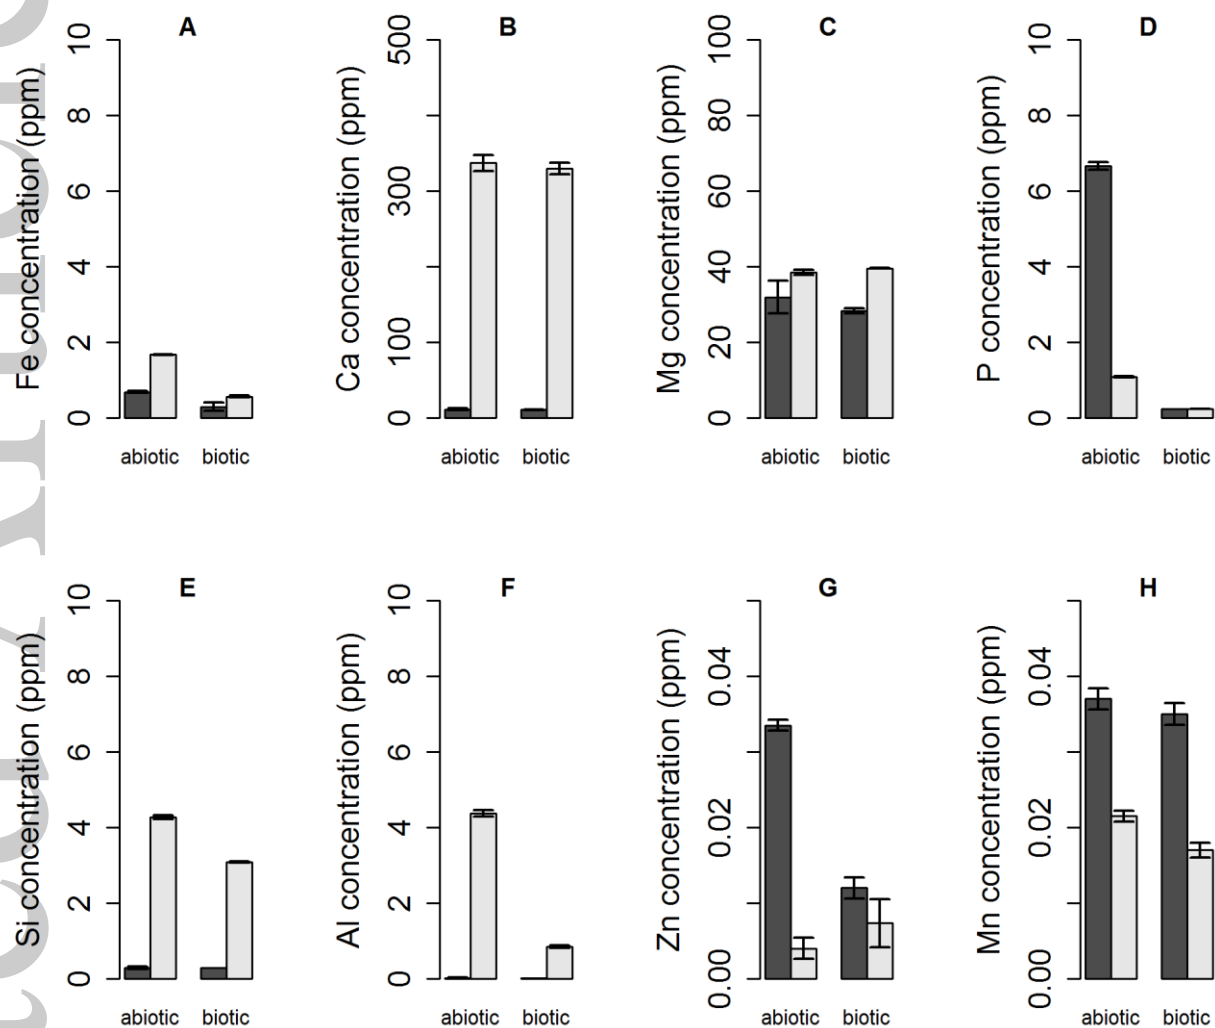 A
Fe concentration (ppm)
0 2 4 6 8 10
abiotic biotic
B
Ca concentration (ppm)
0 100 300 500
abiotic biotic
C
Mg concentration (ppm)
0 20 40 60 80 100
abiotic biotic
D
P concentration (ppm)
0 2 4 6 8 10
abiotic biotic
E
Si concentration (ppm)
0 2 4 6 8 10
abiotic biotic
F
Al concentration (ppm)
0 2 4 6 8 10
abiotic biotic
G
Zn concentration (ppm)
0.00 0.02 0.04
abiotic biotic
H
Mn concentration (ppm)
0.00 0.02 0.04
abiotic biotic